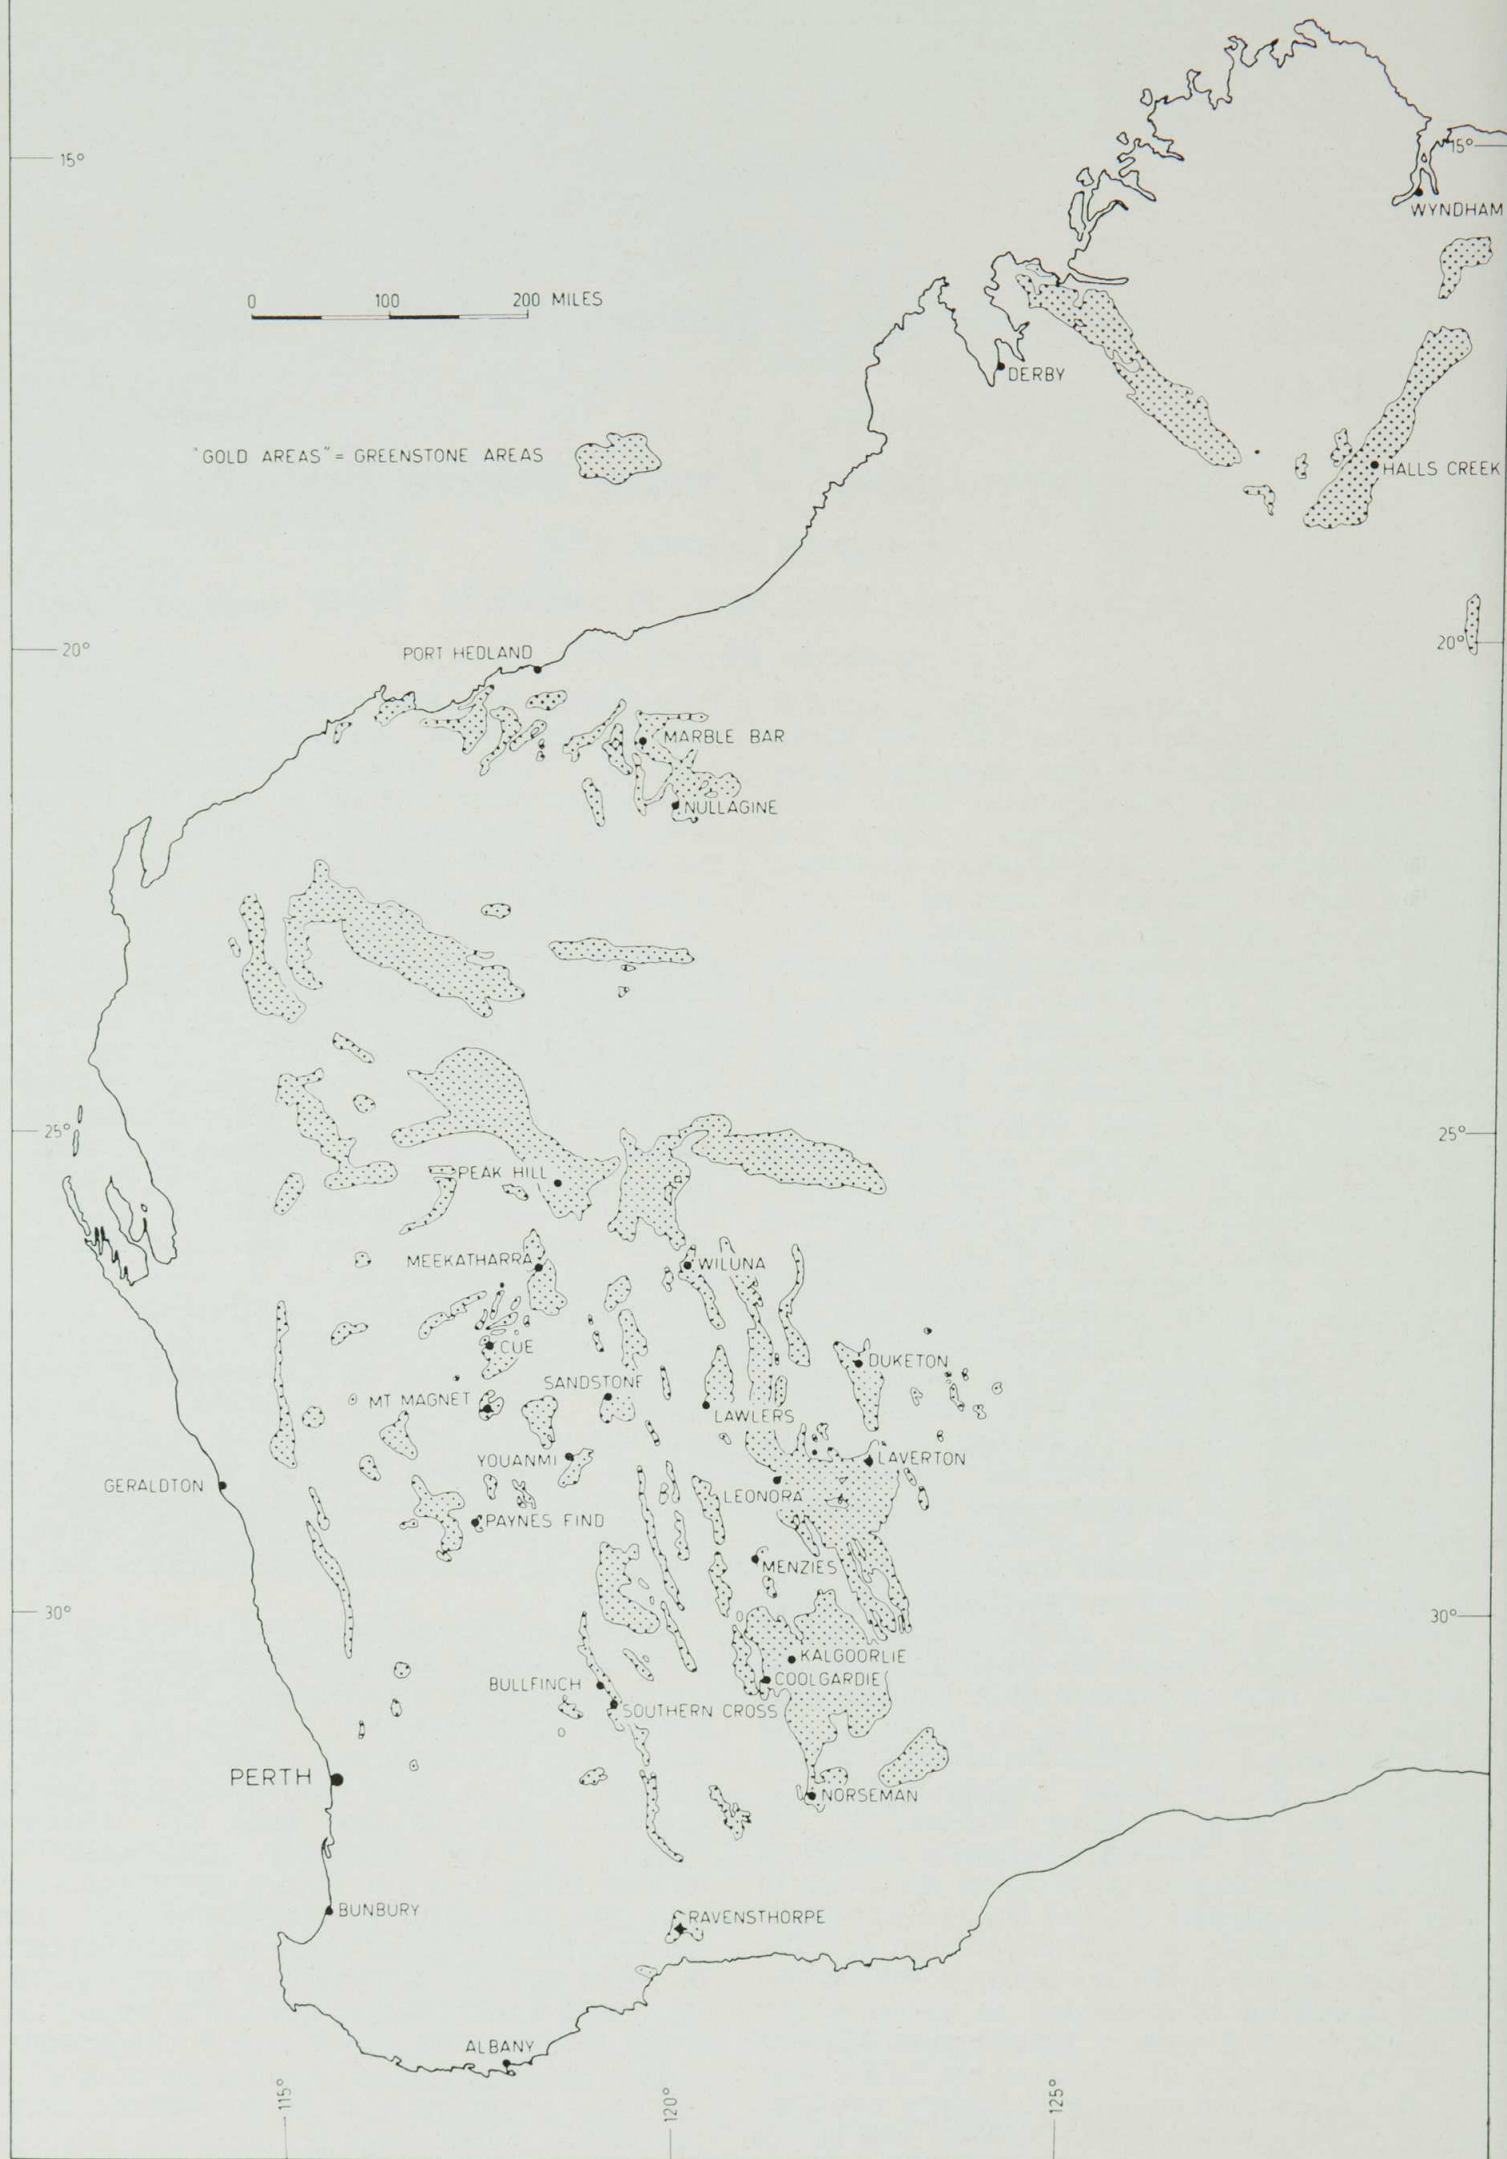 15°
15°
WYNDHAM
0 100 200 MILES
DERBY
"GOLD AREAS" = GREENSTONE AREAS
HALLS CREEK
20°
20°
PORT HEDLAND
MARBLE BAR
NULLAGINE
25°
25°
PEAK HILL
MEEKATHARRA
WILUNA
CUE
DUKETON
SANDSTONE
MT MAGNET
LAWLERS
YOUANMI
LAVERTON
GERALDTON
LEONORA
PAYNES FIND
MENZIES
30°
30°
KALGOORLIE
COOLGARDIE
BULLFINCH
SOUTHERN CROSS
PERTH
NORSEMAN
BUNBURY
RAVENSTHORPE
ALBANY
115°
120°
125°